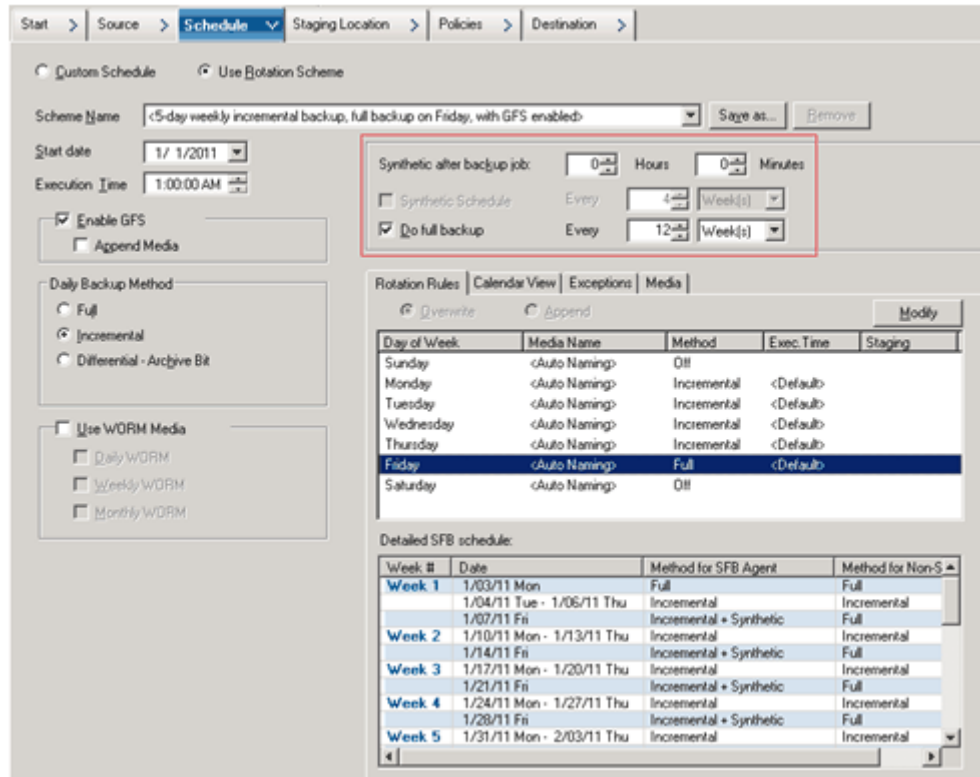 Start > Source > Schedule Staging Location > Policies > Destination >
Custom Schedule Use Rotation Scheme
Scheme Name <5-day weekly incremental backup, full backup on Friday, with GFS enabled> Save as... Remove
Start date 1/ 1/2011
Execution Time 1:00:00 AM
Enable GFS
Append Media
Daily Backup Method
Full
Incremental
Differential - Archive Bit
Use WORM Media
Daily WORM
Weekly WORM
Monthly WORM
Synthetic after backup job: 0 Hours 0 Minutes
Synthetic Schedule Every 4 Week(s)
Do full backup Every 12 Week(s)
Rotation Rules Calendar View Exceptions Media
Overwrite Append Modify
Day of Week Media Name Method Exec.Time Staging
Sunday <Auto Naming> Off
Monday <Auto Naming> Incremental <Default>
Tuesday <Auto Naming> Incremental <Default>
Wednesday <Auto Naming> Incremental <Default>
Thursday <Auto Naming> Incremental <Default>
Friday <Auto Naming> Full <Default>
Saturday <Auto Naming> Off
Detailed SFB schedule:
Week # Date Method for SFB Agent Method for Non-S
Week 1 1/03/11 Mon Full Full
1/04/11 Tue - 1/06/11 Thu Incremental Incremental
1/07/11 Fri Incremental + Synthetic Full
Week 2 1/10/11 Mon - 1/13/11 Thu Incremental Incremental
1/14/11 Fri Incremental + Synthetic Full
Week 3 1/17/11 Mon - 1/20/11 Thu Incremental Incremental
1/21/11 Fri Incremental + Synthetic Full
Week 4 1/24/11 Mon - 1/27/11 Thu Incremental Incremental
1/28/11 Fri Incremental + Synthetic Full
Week 5 1/31/11 Mon - 2/03/11 Thu Incremental Incremental